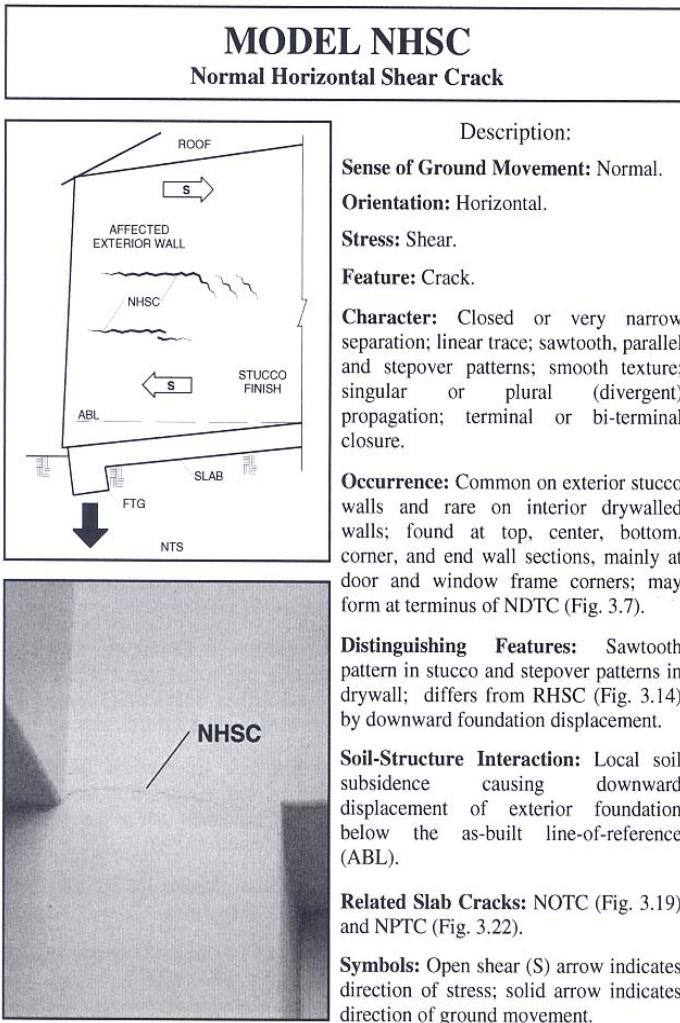 MODEL NHSC
Normal Horizontal Shear Crack
ROOF
S
AFFECTED
EXTERIOR WALL
NHSC
S
STUCCO
FINISH
ABL
SLAB
FTG
NTS
NHSC
Description:
Sense of Ground Movement: Normal.
Orientation: Horizontal.
Stress: Shear.
Feature: Crack.
Character: Closed or very narrow
separation; linear trace; sawtooth, parallel
and stepover patterns; smooth texture;
singular or plural (divergent)
propagation; terminal or bi-terminal
closure.
Occurrence: Common on exterior stucco
walls and rare on interior drywalled
walls; found at top, center, bottom,
corner, and end wall sections, mainly at
door and window frame corners; may
form at terminus of NDTC (Fig. 3.7).
Distinguishing Features: Sawtooth
pattern in stucco and stepover patterns in
drywall; differs from RHSC (Fig. 3.14)
by downward foundation displacement.
Soil-Structure Interaction: Local soil
subsidence causing downward
displacement of exterior foundation
below the as-built line-of-reference
(ABL).
Related Slab Cracks: NOTC (Fig. 3.19)
and NPTC (Fig. 3.22).
Symbols: Open shear (S) arrow indicates
direction of stress; solid arrow indicates
direction of ground movement.